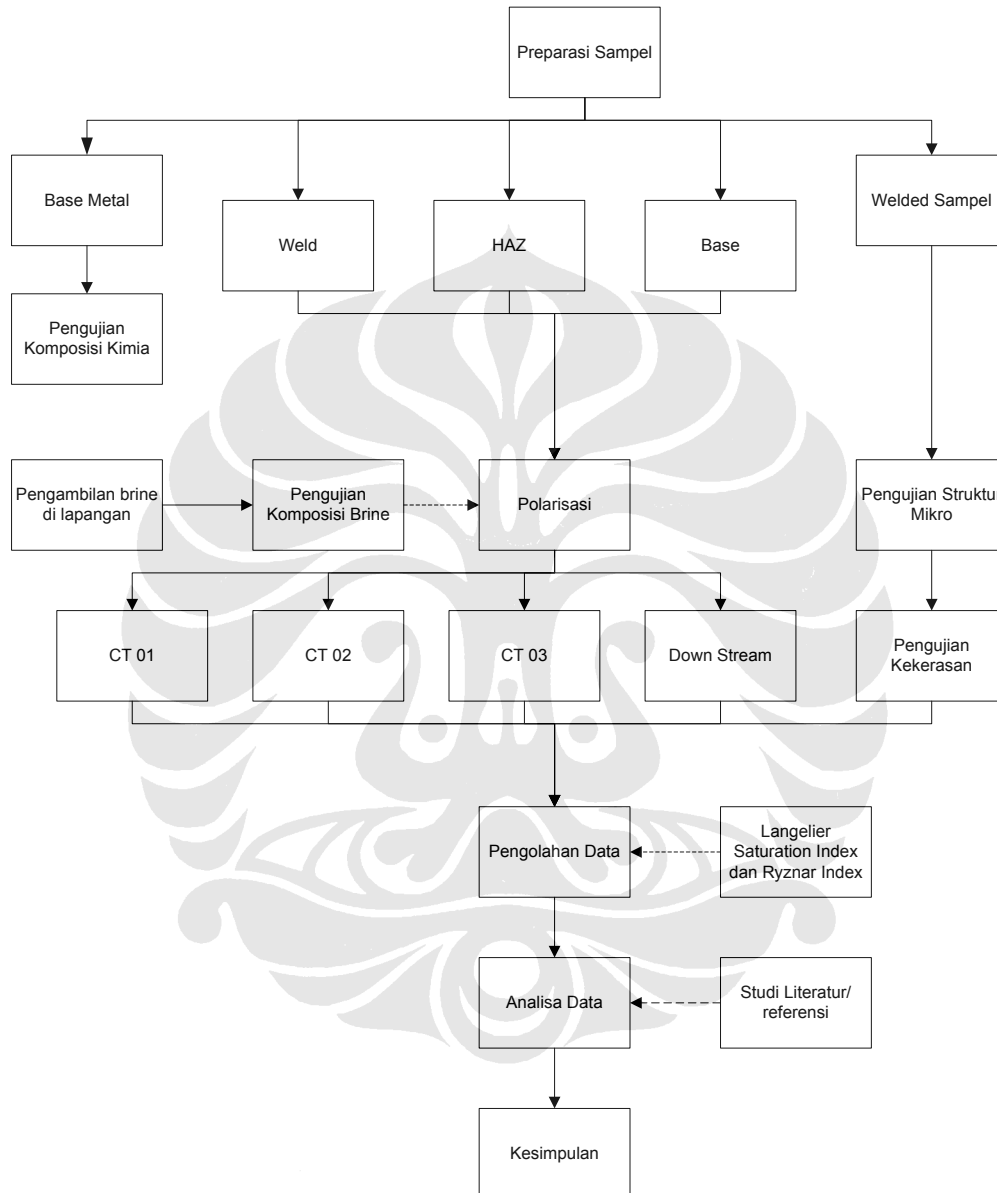 Preparasi Sampel
Base Metal
Weld
HAZ
Base
Welded Sampel
Pengujian
Komposisi Kimia
Pengambilan brine
di lapangan
Pengujian
Komposisi Brine
Polarisasi
Pengujian Struktur
Mikro
CT 01
CT 02
CT 03
Down Stream
Pengujian
Kekerasan
Pengolahan Data
Langelier
Saturation Index
dan Ryznar Index
Analisa Data
Studi Literatur/
referensi
Kesimpulan